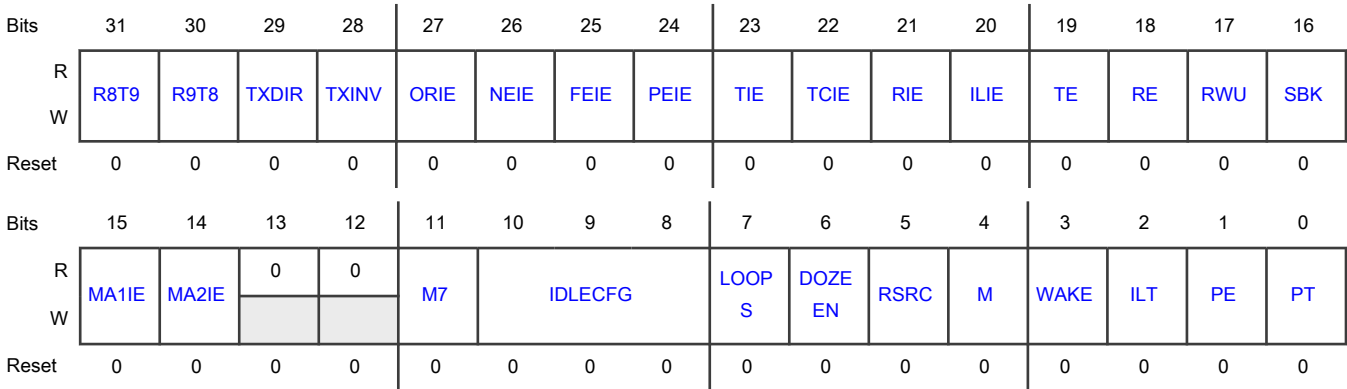 Bits 31 30 29 28 27 26 25 24 23 22 21 20 19 18 17 16
R
R8T9 R9T8 TXDIR TXINV ORIE NEIE FEIE PEIE TIE TCIE RIE ILIE TE RE RWU SBK
W
Reset 0 0 0 0 0 0 0 0 0 0 0 0 0 0 0 0
Bits 15 14 13 12 11 10 9 8 7 6 5 4 3 2 1 0
R 0 0
MA1IE MA2IE M7 IDLECFG LOOP DOZE RSRC M WAKE ILT PE PT
S EN
W
Reset 0 0 0 0 0 0 0 0 0 0 0 0 0 0 0 0